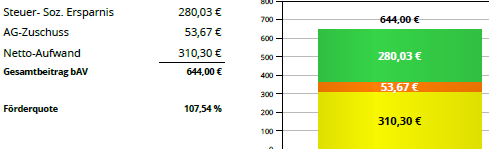 Steuer- Soz. Ersparnis 280,03 €
AG-Zuschuss 53,67 €
Netto-Aufwand 310,30 €
Gesamtbeitrag bAV 644,00 €
Förderquote 107,54 %
800
700
600
500
400
300
200
100
0
644,00 €
280,03 €
53,67 €
310,30 €